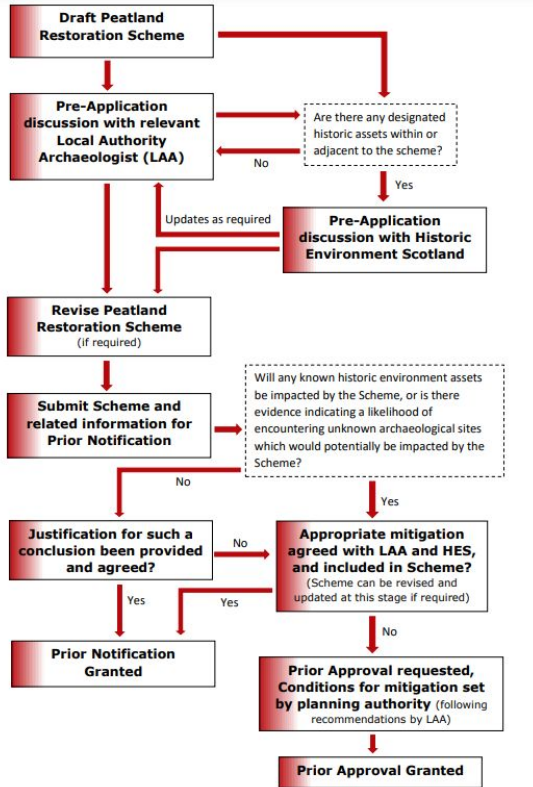 Draft Peatland
Restoration Scheme
Pre-Application
discussion with relevant
Local Authority
Archaeologist (LAA)
Are there any designated
historic assets within or
adjacent to the scheme?
No
Yes
Updates as required
Pre-Application
discussion with Historic
Environment Scotland
Revise Peatland
Restoration Scheme
(if required)
Submit Scheme and
related information for
Prior Notification
Will any known historic environment assets
be impacted by the Scheme, or is there
evidence indicating a likelihood of
encountering unknown archaeological sites
which would potentially be impacted by the
Scheme?
No
Yes
Justification for such a
conclusion been provided
and agreed?
No
Appropriate mitigation
agreed with LAA and HES,
and included in Scheme?
(Scheme can be revised and
updated at this stage if required)
Yes
Yes
No
Prior Notification
Granted
Prior Approval requested,
Conditions for mitigation set
by planning authority (following
recommendations by LAA)
Prior Approval Granted